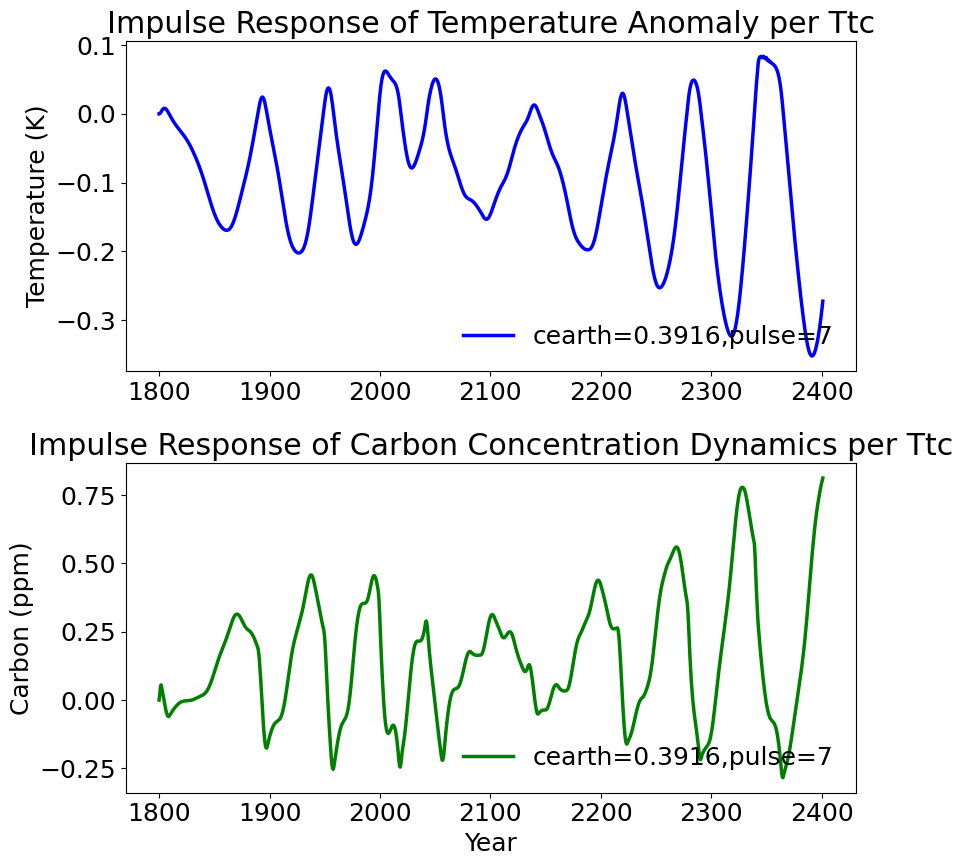 Impulse Response of Temperature Anomaly per Ttc
Temperature (K)
0.1
0.0
−0.1
−0.2
−0.3
cearth=0.3916,pulse=7
1800 1900 2000 2100 2200 2300 2400
Impulse Response of Carbon Concentration Dynamics per Ttc
Carbon (ppm)
0.75
0.50
0.25
0.00
−0.25
cearth=0.3916,pulse=7
1800 1900 2000 2100 2200 2300 2400
Year